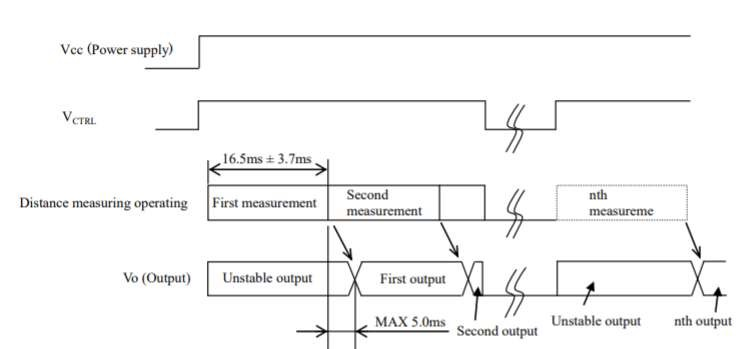 Vcc (Power supply)
VCTRL
16.5ms ± 3.7ms
Distance measuring operating
First measurement
Second
measurement
nth
measureme
Vo (Output)
Unstable output
First output
MAX 5.0ms
Second output
Unstable output
nth output